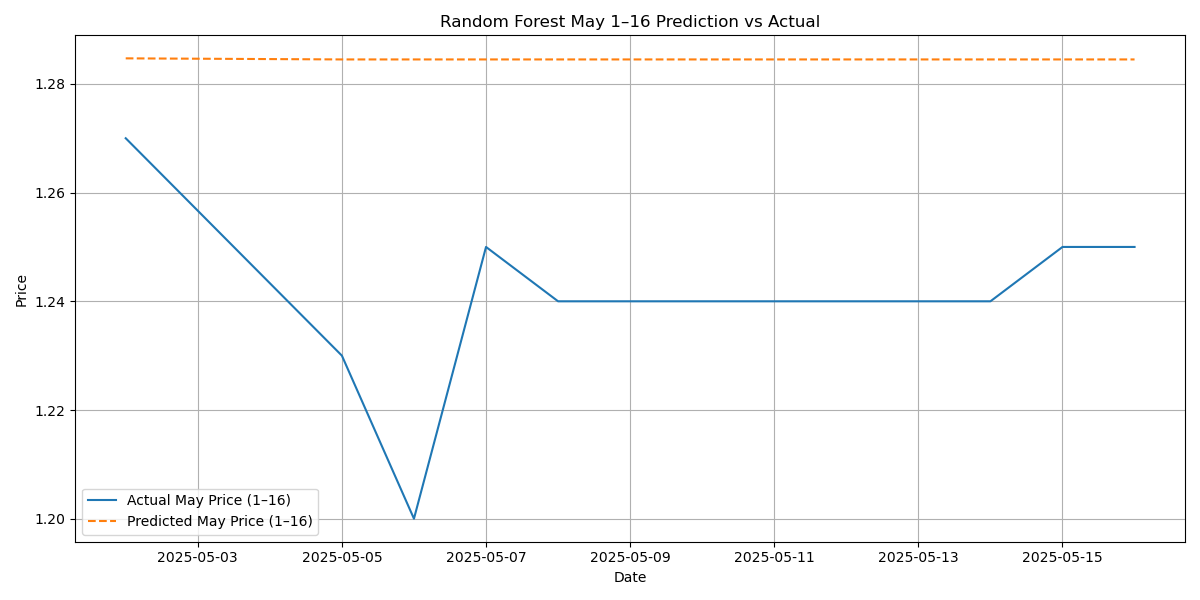 Random Forest May 1–16 Prediction vs Actual
1.28
1.26
1.24
1.22
1.20
Price
Actual May Price (1–16)
Predicted May Price (1–16)
2025-05-03
2025-05-05
2025-05-07
2025-05-09
2025-05-11
2025-05-13
2025-05-15
Date